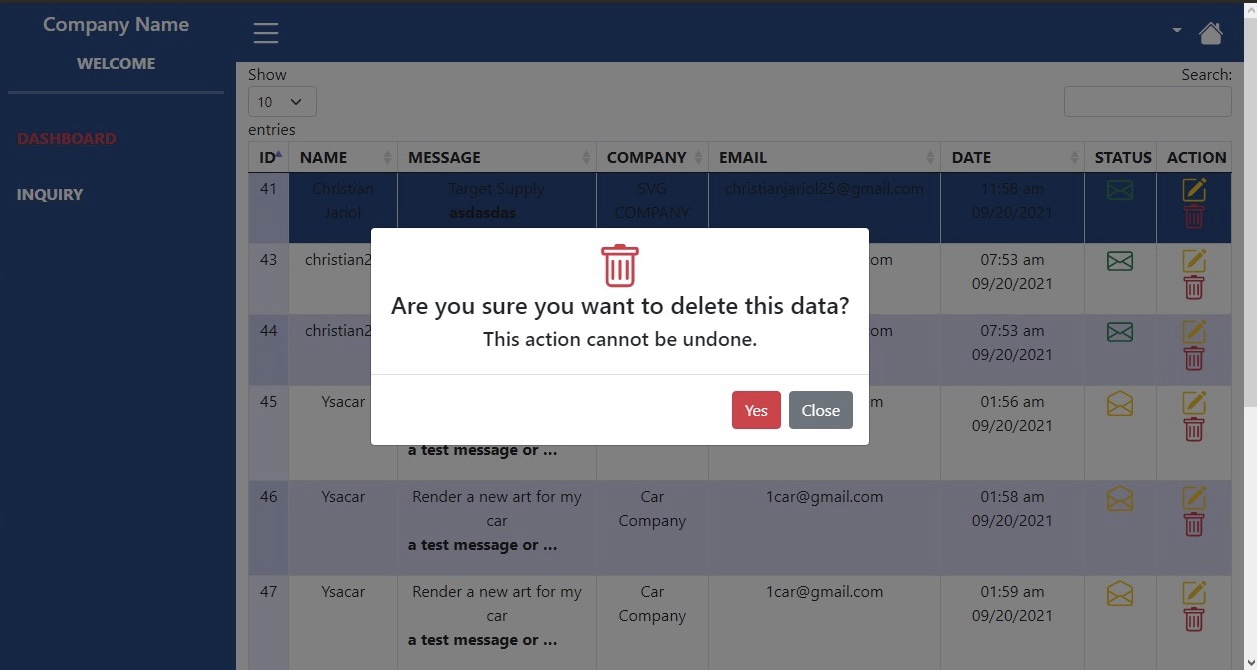 Company Name
WELCOME
DASHBOARD
INQUIRY
Show
10
entries
Search:
ID NAME MESSAGE COMPANY EMAIL DATE STATUS ACTION
41 Christian Target Supply SVG christianjariol25@gmail.com 11:58 am
Jariol asdasdas COMPANY 09/20/2021
43 christian2 om 07:53 am
09/20/2021
44 christian2 om 07:53 am
09/20/2021
45 Ysacar m 01:56 am
09/20/2021
a test message or ...
Are you sure you want to delete this data?
This action cannot be undone.
Yes Close
46 Ysacar Render a new art for my Car 1car@gmail.com 01:58 am
car Company 09/20/2021
a test message or ...
47 Ysacar Render a new art for my Car 1car@gmail.com 01:59 am
car Company 09/20/2021
a test message or ...